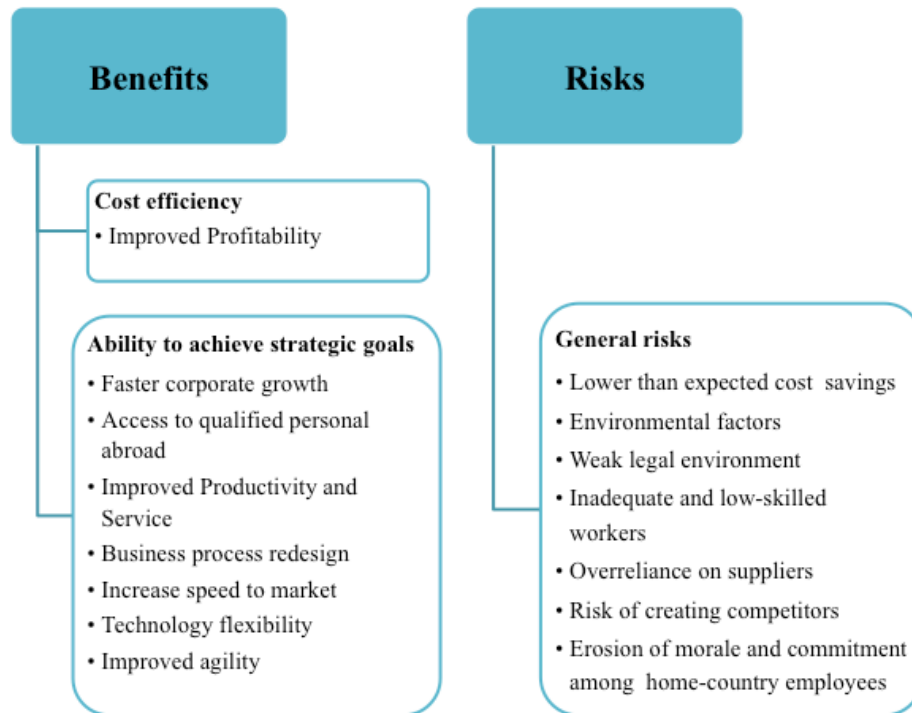 Benefits
Cost efficiency
• Improved Profitability
Ability to achieve strategic goals
• Faster corporate growth
• Access to qualified personal
abroad
• Improved Productivity and
Service
• Business process redesign
• Increase speed to market
• Technology flexibility
• Improved agility
Risks
General risks
• Lower than expected cost savings
• Environmental factors
• Weak legal environment
• Inadequate and low-skilled
workers
• Overreliance on suppliers
• Risk of creating competitors
• Erosion of morale and commitment
among home-country employees